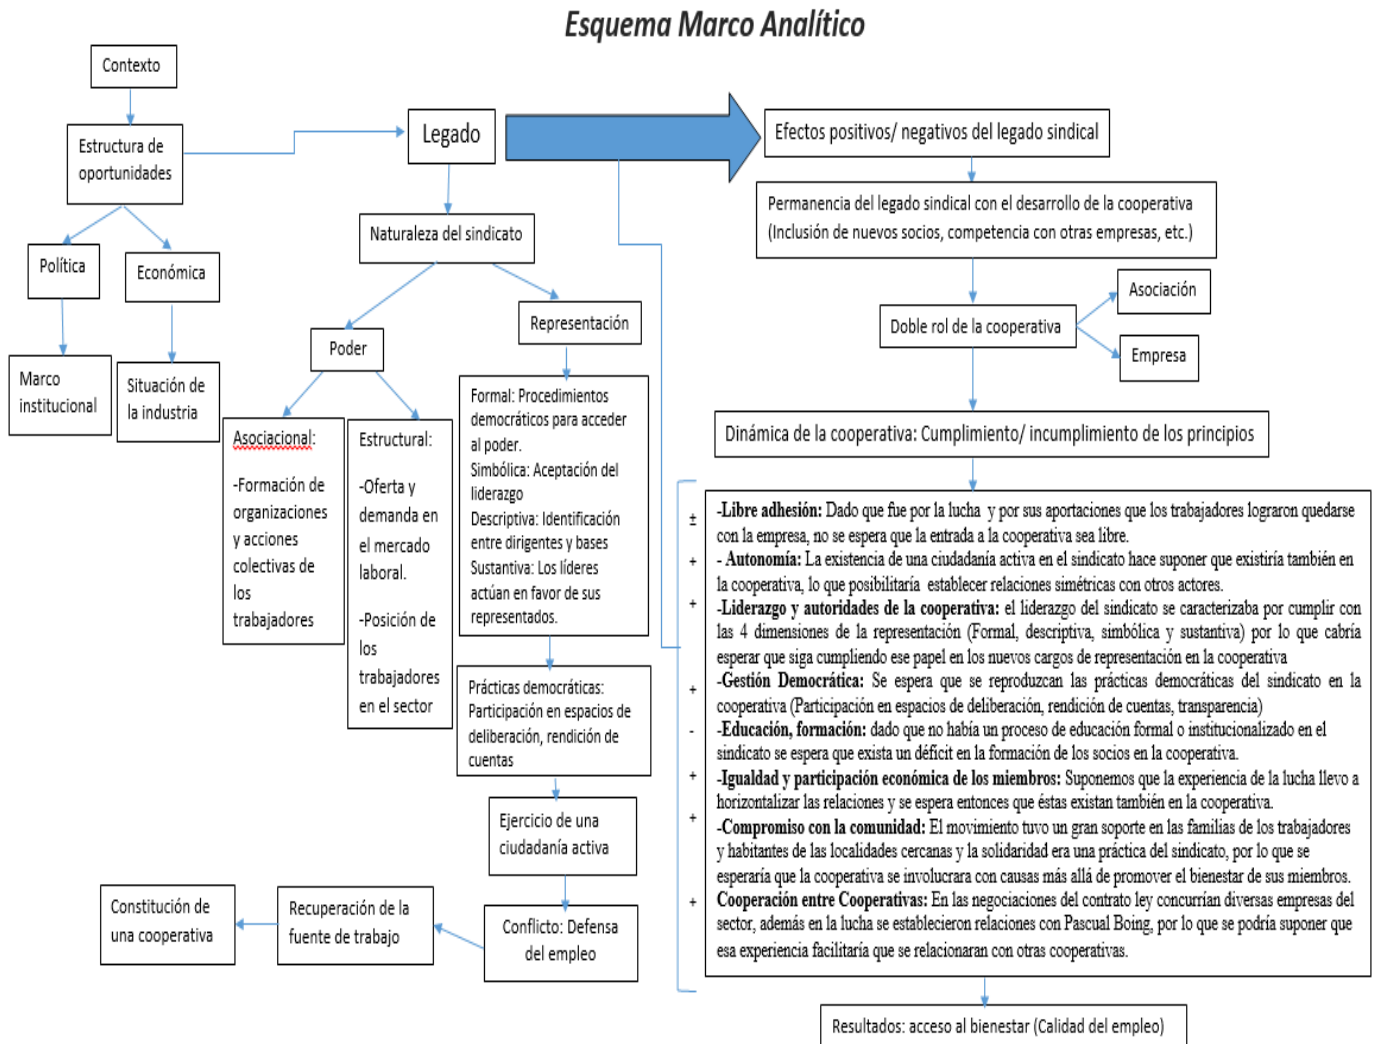 Esquema Marco Analítico
Contexto
Estructura de
oportunidades
Política
Económica
Marco
institucional
Situación de
la industria
Legado
Naturaleza del sindicato
Poder
Representación
Asociacional:
-Formación de
organizaciones
y acciones
colectivas de
los
trabajadores
Estructural:
-Oferta y
demanda en
el mercado
laboral.
-Posición de
los
trabajadores
en el sector
Formal: Procedimientos
democráticos para acceder
al poder.
Simbólica: Aceptación del
liderazgo
Descriptiva: Identificación
entre dirigentes y bases
Sustantiva: Los líderes
actúan en favor de sus
representados.
Prácticas democráticas:
Participación en espacios de
deliberación, rendición de
cuentas
Ejercicio de una
ciudadanía activa
Conflicto: Defensa
del empleo
Recuperación de la
fuente de trabajo
Constitución de
una cooperativa
Efectos positivos/ negativos del legado sindical
Permanencia del legado sindical con el desarrollo de la cooperativa
(Inclusión de nuevos socios, competencia con otras empresas, etc.)
Doble rol de la cooperativa
Asociación
Empresa
Dinámica de la cooperativa: Cumplimiento/ incumplimiento de los principios
± -Libre adhesión: Dado que fue por la lucha y por sus aportaciones que los trabajadores lograron quedarse
con la empresa, no se espera que la entrada a la cooperativa sea libre.
+ - Autonomía: La existencia de una ciudadanía activa en el sindicato hace suponer que existiría también en
la cooperativa, lo que posibilitaría establecer relaciones simétricas con otros actores.
+ -Liderazgo y autoridades de la cooperativa: el liderazgo del sindicato se caracterizaba por cumplir con
las 4 dimensiones de la representación (Formal, descriptiva, simbólica y sustantiva) por lo que cabría
esperar que siga cumpliendo ese papel en los nuevos cargos de representación en la cooperativa
+ -Gestión Democrática: Se espera que se reproduzcan las prácticas democráticas del sindicato en la
cooperativa (Participación en espacios de deliberación, rendición de cuentas, transparencia)
- -Educación, formación: dado que no había un proceso de educación formal o institucionalizado en el
sindicato se espera que exista un déficit en la formación de los socios en la cooperativa.
+ -Igualdad y participación económica de los miembros: Suponemos que la experiencia de la lucha llevo a
horizontalizar las relaciones y se espera entonces que éstas existan también en la cooperativa.
+ -Compromiso con la comunidad: El movimiento tuvo un gran soporte en las familias de los trabajadores
y habitantes de las localidades cercanas y la solidaridad era una práctica del sindicato, por lo que se
esperaría que la cooperativa se involucrara con causas más allá de promover el bienestar de sus miembros.
+ Cooperación entre Cooperativas: En las negociaciones del contrato ley concurrían diversas empresas del
sector, además en la lucha se establecieron relaciones con Pascual Boing, por lo que se podría suponer que
esa experiencia facilitaría que se relacionaran con otras cooperativas.
Resultados: acceso al bienestar (Calidad del empleo)